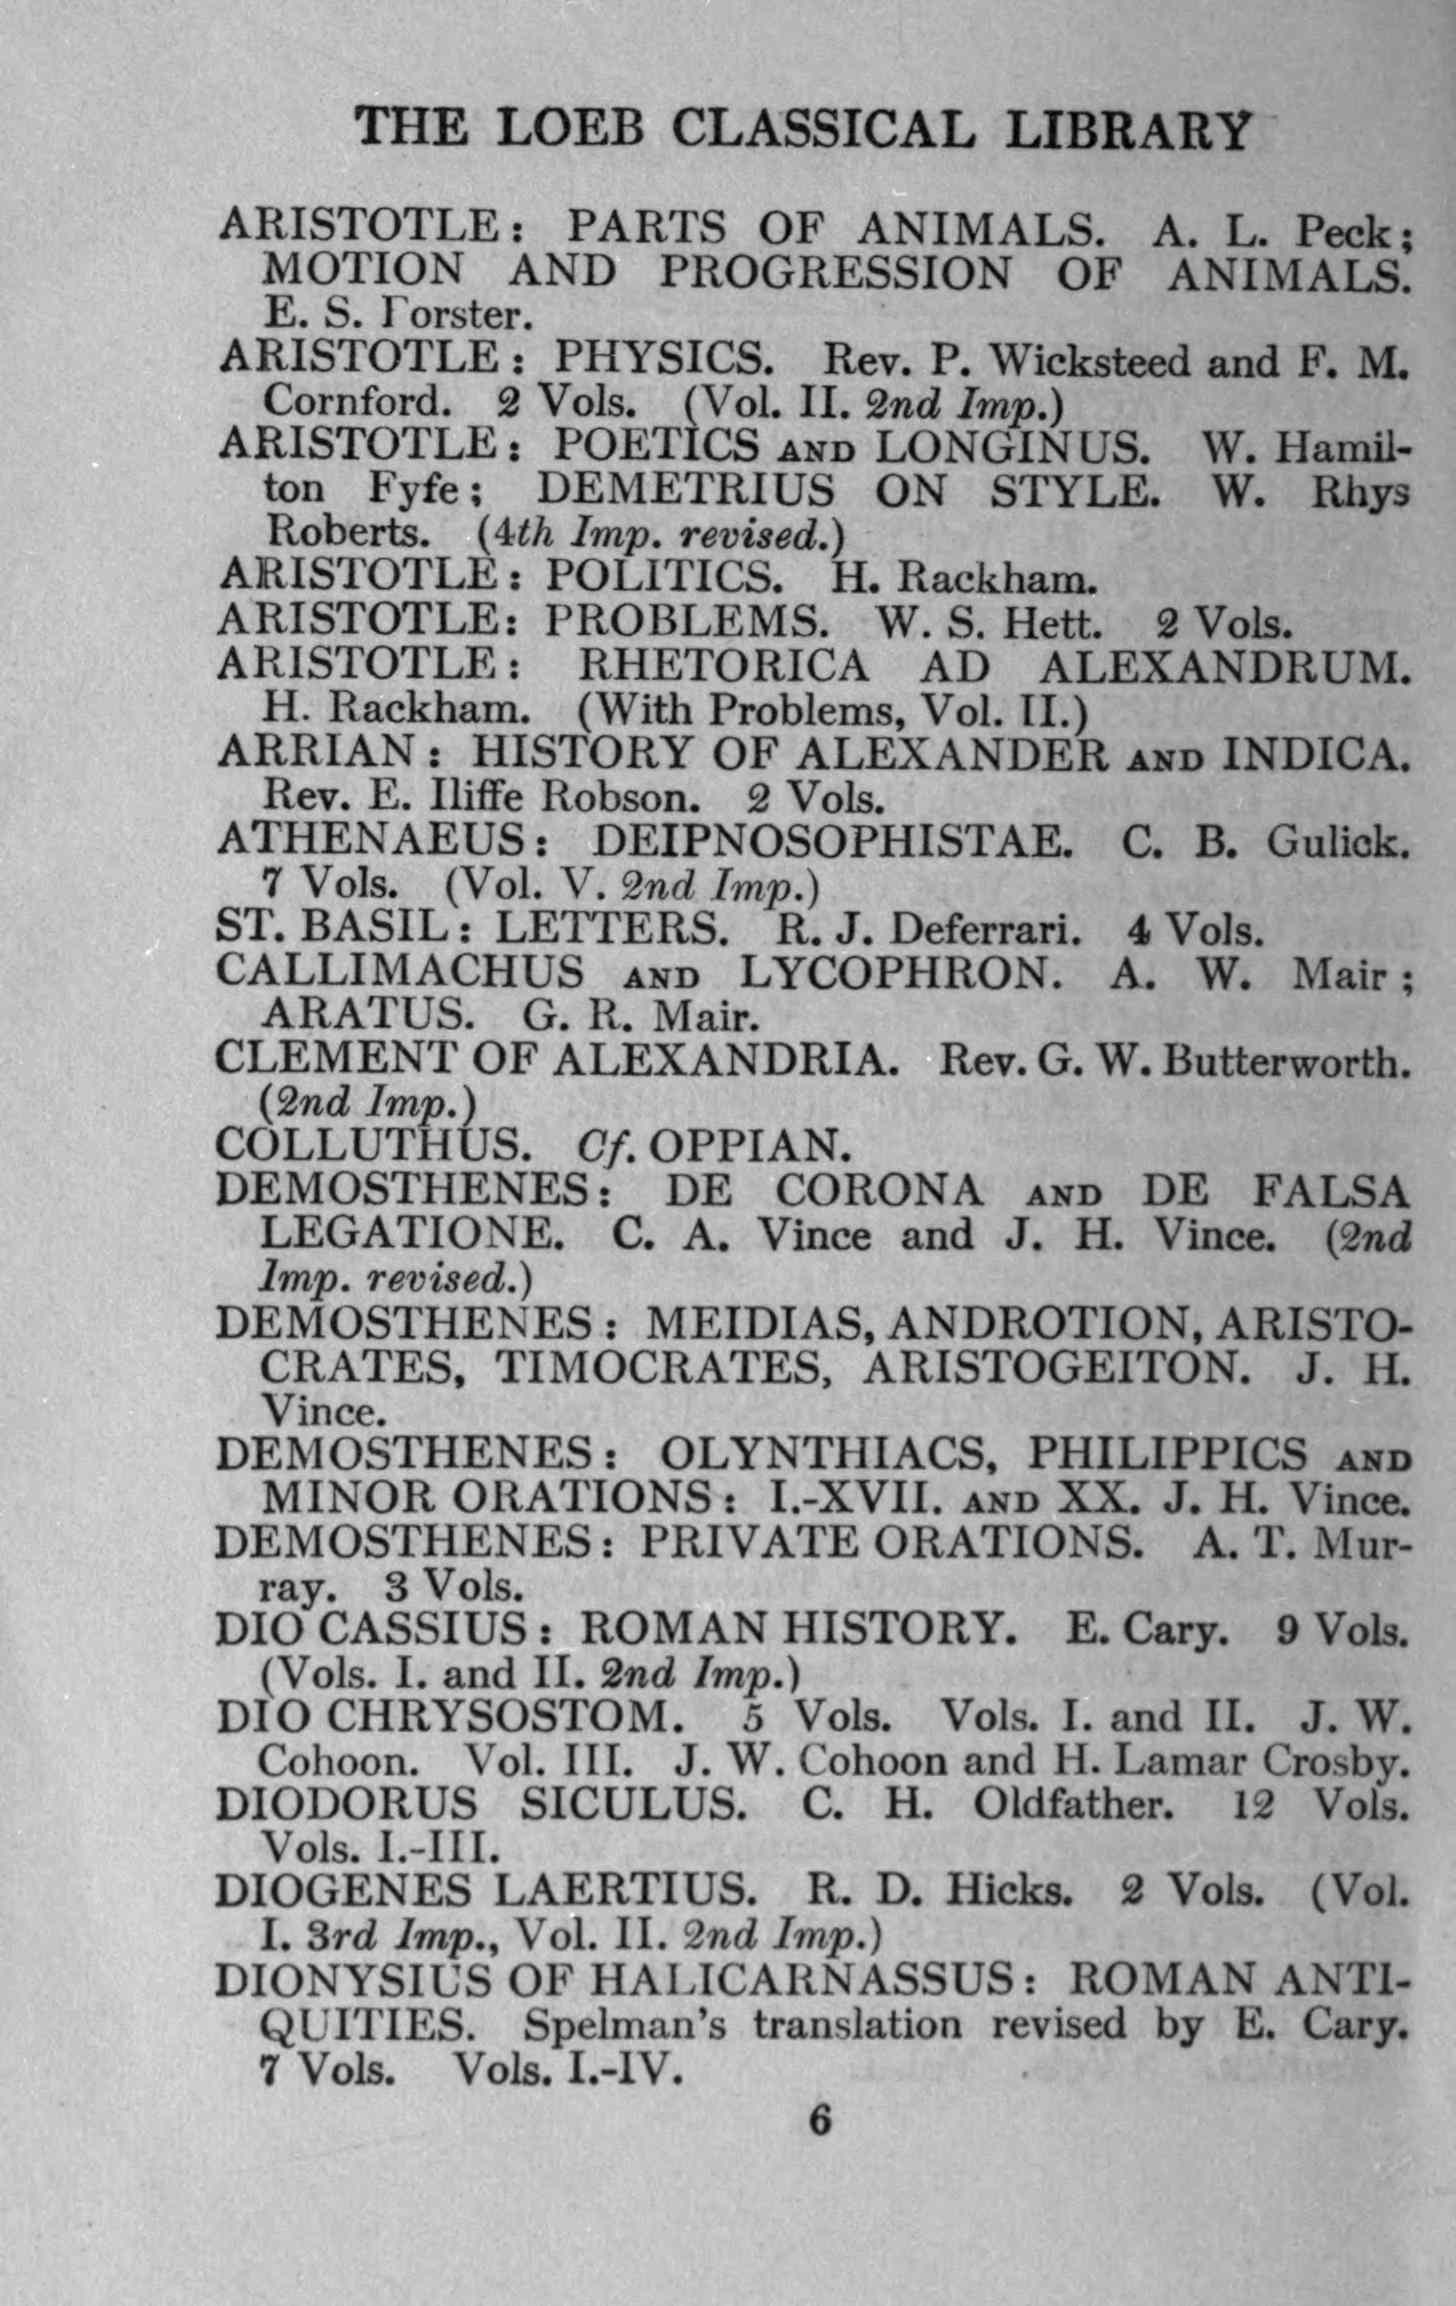 THE LOEB CLASSICAL LIBRARY
ARISTOTLE: PARTS OF ANIMALS. A. L. Peck;
MOTION AND PROGRESSION OF ANIMALS.
E. S. Forster.
ARISTOTLE: PHYSICS. Rev. P. Wicksteed and F. M.
Cornford. 2 Vols. (Vol. II. 2nd Imp.)
ARISTOTLE: POETICS AND LONGINUS. W. Hamil-
ton Fyfe; DEMETRIUS ON STYLE. W. Rhys
Roberts. (4th Imp. revised.)
ARISTOTLE: POLITICS. H. Rackham.
ARISTOTLE: PROBLEMS. W. S. Hett. 2 Vols.
ARISTOTLE: RHETORICA AD ALEXANDRUM.
H. Rackham. (With Problems, Vol. II.)
ARRIAN: HISTORY OF ALEXANDER AND INDICA.
Rev. E. Iliffe Robson. 2 Vols.
ATHENAEUS: DEIPNOSOPHISTAE. C. B. Gulick.
7 Vols. (Vol. V. 2nd Imp.)
ST. BASIL: LETTERS. R. J. Deferrari. 4 Vols.
CALLIMACHUS AND LYCOPHRON. A. W. Mair;
ARATUS. G. R. Mair.
CLEMENT OF ALEXANDRIA. Rev. G. W. Butterworth.
(2nd Imp.)
COLLUTHUS. Cf. OPPIAN.
DEMOSTHENES: DE CORONA AND DE FALSA
LEGATIONE. C. A. Vince and J. H. Vince. (2nd
Imp. revised.)
DEMOSTHENES: MEIDIAS, ANDROTION, ARISTO-
CRATES, TIMOCRATES, ARISTOGEITON. J. H.
Vince.
DEMOSTHENES: OLYNTHIACS, PHILIPPICS AND
MINOR ORATIONS: I.-XVII. AND XX. J. H. Vince.
DEMOSTHENES: PRIVATE ORATIONS. A. T. Mur-
ray. 3 Vols.
DIO CASSIUS: ROMAN HISTORY. E. Cary. 9 Vols.
(Vols. I. and II. 2nd Imp.)
DIO CHRYSOSTOM. 5 Vols. Vols. I. and II. J. W.
Cohoon. Vol. III. J. W. Cohoon and H. Lamar Crosby.
DIODORUS SICULUS. C. H. Oldfather. 12 Vols.
Vols. I.-III.
DIOGENES LAERTIUS. R. D. Hicks. 2 Vols. (Vol.
I. 3rd Imp., Vol. II. 2nd Imp.)
DIONYSIUS OF HALICARNASSUS: ROMAN ANTI-
QUITIES. Spelman's translation revised by E. Cary.
7 Vols. Vols. I.-IV.
6